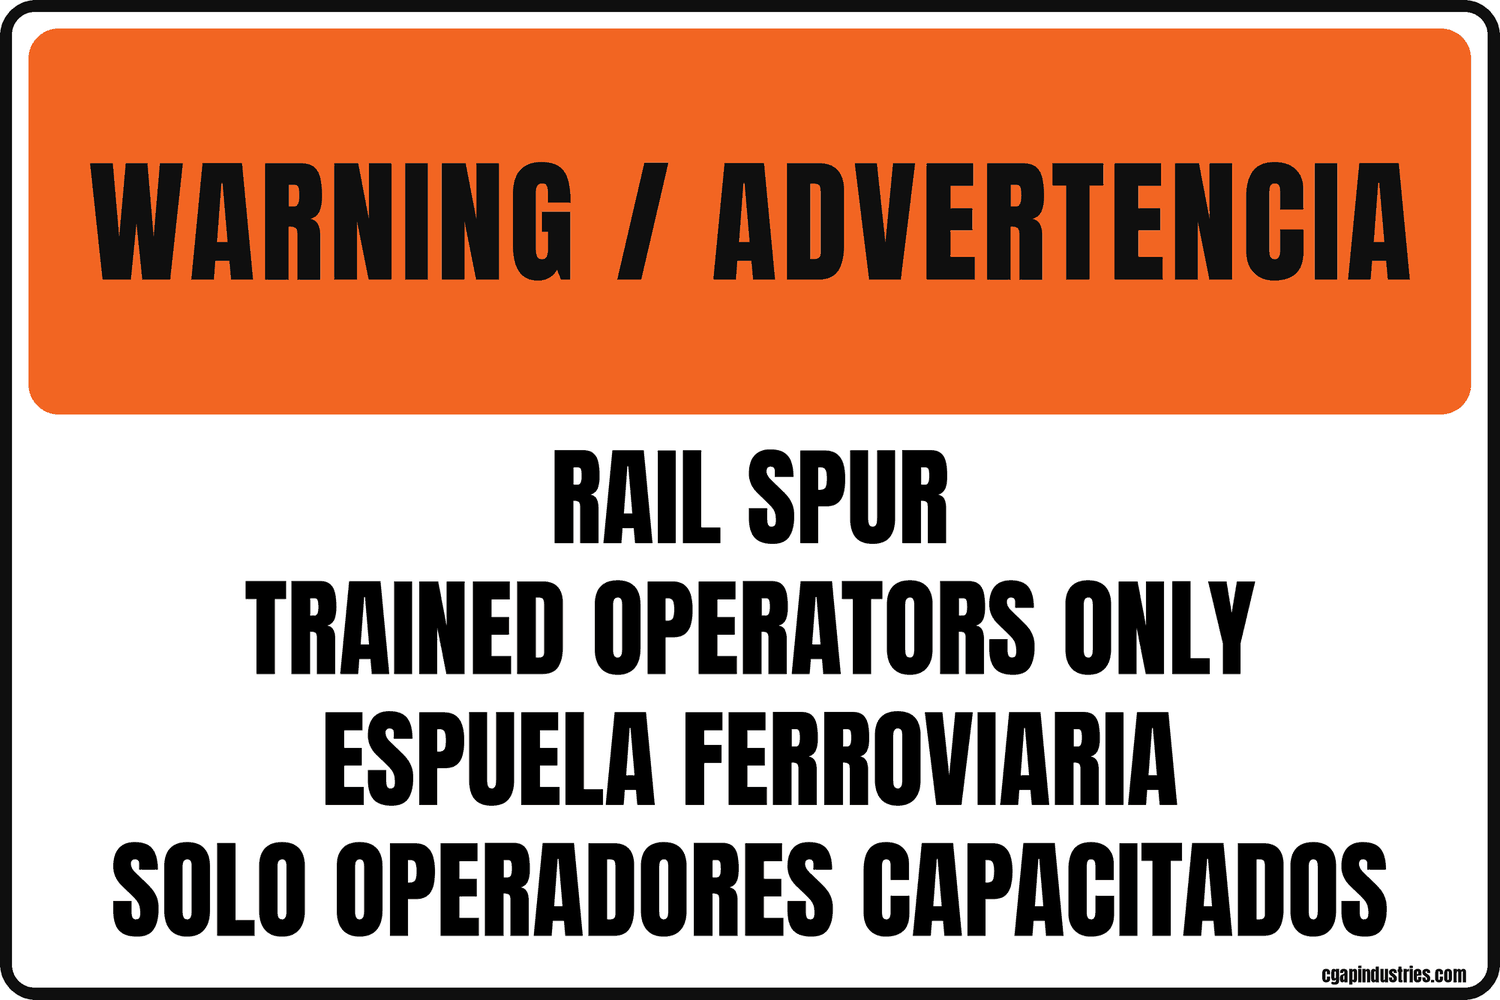 WARNING / ADVERTENCIA
RAIL SPUR
TRAINED OPERATORS ONLY
ESPUELA FERROVIARIA
SOLO OPERADORES CAPACITADOS
cgapindustries.com